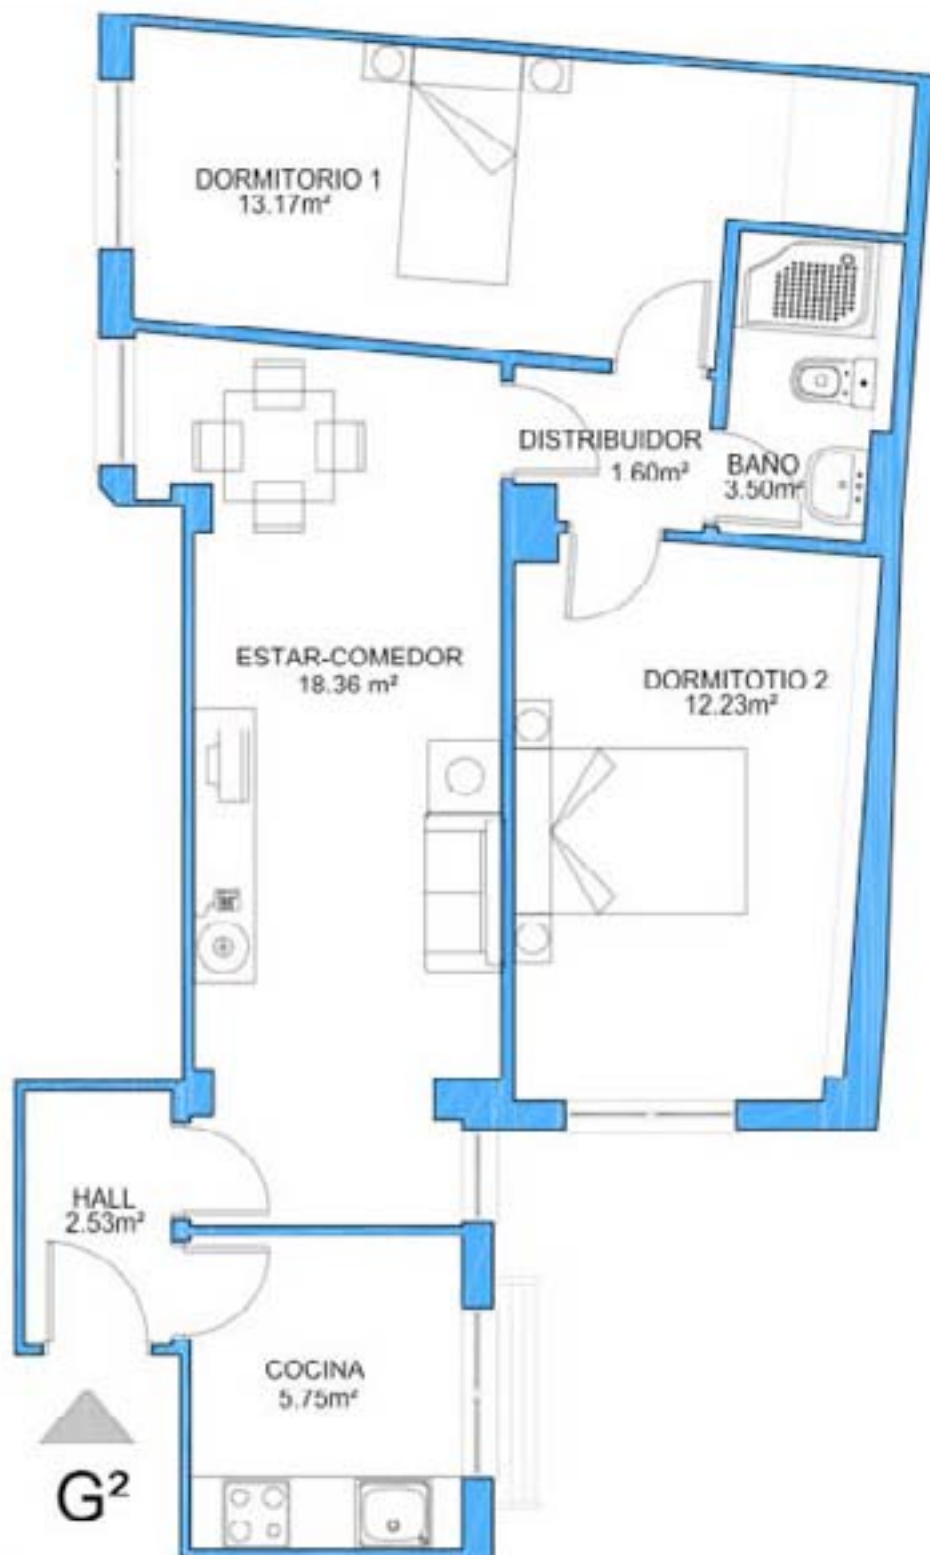 DORMITORIO 1
13.17m²
DISTRIBUIDOR
1.60m²
BAÑO
3.50m²
ESTAR-COMEDOR
18.36 m²
DORMITOTIO 2
12.23m²
HALL
2.53m²
COCINA
5.75m²
G²